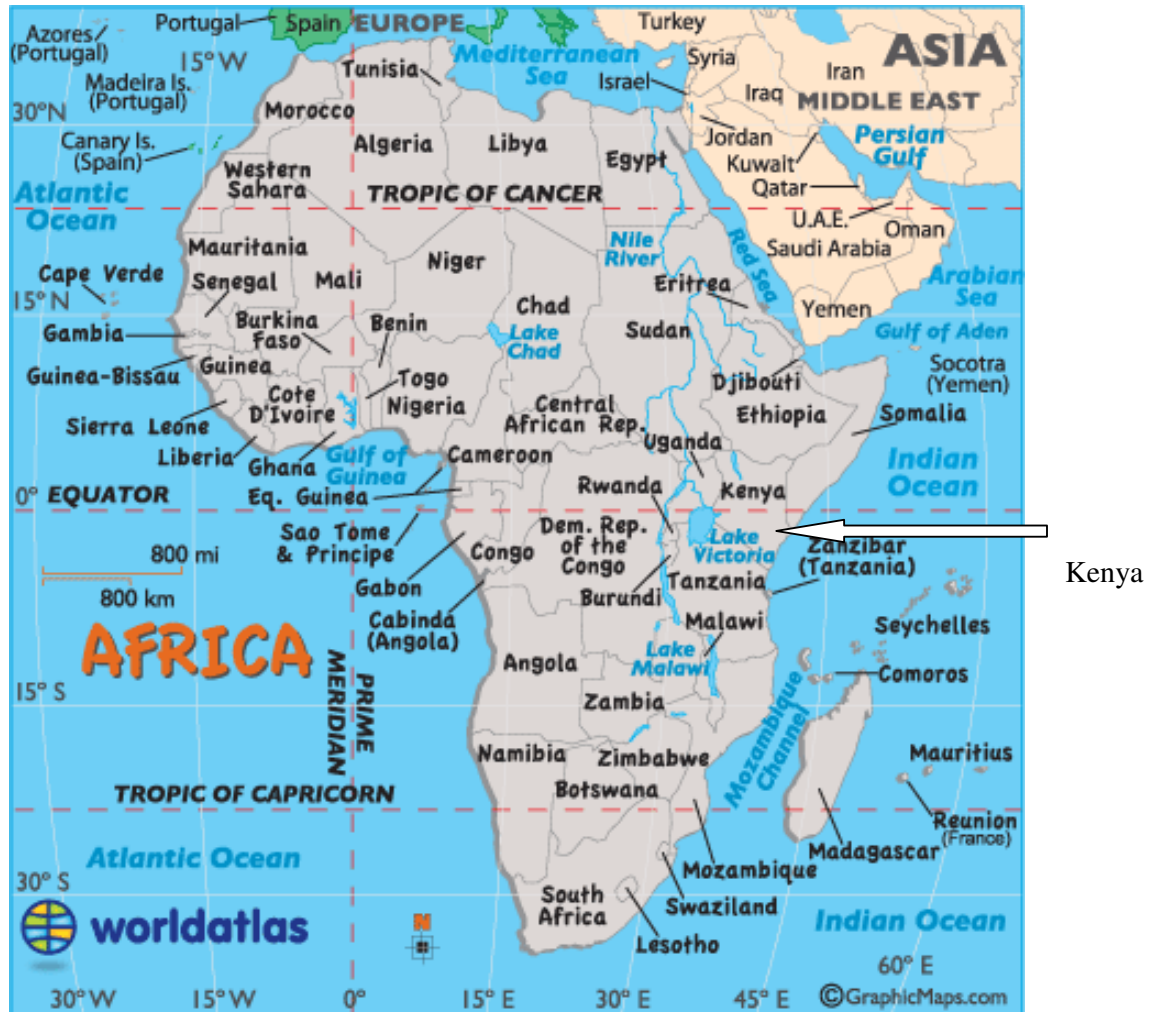 Azores
(Portugal)
Portugal
Spain
EUROPE
Turkey
ASIA
15° W
Mediterranean
Sea
Syria
Tunisia
Israel
Iran
Madeira Is.
(Portugal)
Iraq
MIDDLE EAST
30° N
Morocco
Canary Is.
(Spain)
Algeria
Libya
Egypt
Jordan
Kuwait
Persian
Gulf
Western
Sahara
Qatar
Atlantic
Ocean
TROPIC OF CANCER
U.A.E.
Oman
Mauritania
Nile
River
Red Sea
Saudi Arabia
Cape Verde
Senegal
Mali
Niger
Eritrea
Arabian
Sea
15° N
Chad
Yemen
Gambia
Burkina
Faso
Benin
Lake
Chad
Sudan
Gulf of Aden
Guinea-Bissau
Guinea
Togo
Djibouti
Socotra
(Yemen)
Cote
D'Ivoire
Nigeria
Central
African Rep.
Ethiopia
Somalia
Sierra Leone
Liberia
Ghana
Gulf of
Guinea
Cameroon
Uganda
Indian
Ocean
0° EQUATOR
Eq. Guinea
Rwanda
Kenya
Sao Tome
& Principe
Congo
Dem. Rep.
of the
Congo
Lake
Victoria
Zanzibar
(Tanzania)
Kenya
800 mi
800 km
Gabon
Tanzania
Burundi
Cabinda
(Angola)
Malawi
Seychelles
AFRICA
Angola
Lake
Malawi
Comoros
15° S
PRIME
MERIDIAN
Zambia
Mozambique
Channel
Namibia
Zimbabwe
Mauritius
TROPIC OF CAPRICORN
Botswana
Reunion
(France)
Atlantic Ocean
Madagascar
Mozambique
30° S
South
Africa
Swaziland
Indian Ocean
worldatlas
N
Lesotho
60° E
30° W
15° W
0°
15° E
30° E
45° E
©GraphicMaps.com